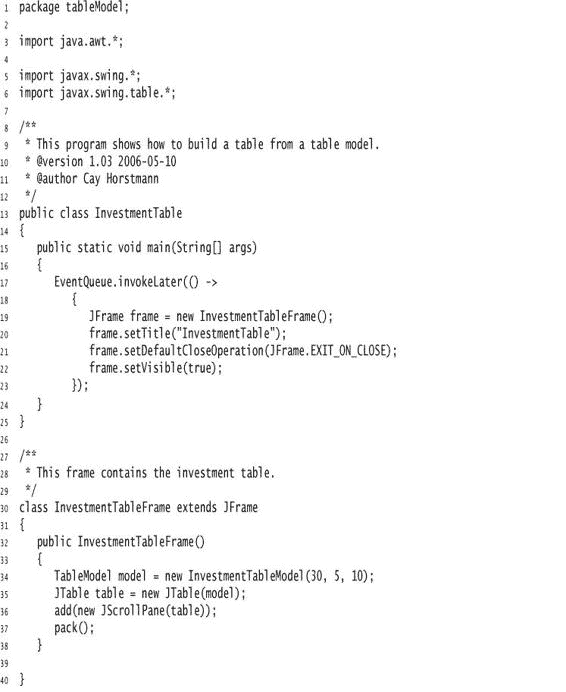 1 package tableModel;
2
3 import java.awt.*;
4
5 import javax.swing.*;
6 import javax.swing.table.*;
7
8 /**
9  * This program shows how to build a table from a table model.
10  * @version 1.03 2006-05-10
11  * @author Cay Horstmann
12  */
13 public class InvestmentTable
14 {
15    public static void main(String[] args)
16    {
17       EventQueue.invokeLater(() ->
18          {
19             JFrame frame = new InvestmentTableFrame();
20             frame.setTitle("InvestmentTable");
21             frame.setDefaultCloseOperation(JFrame.EXIT_ON_CLOSE);
22             frame.setVisible(true);
23          });
24    }
25 }
26
27 /**
28  * This frame contains the investment table.
29  */
30 class InvestmentTableFrame extends JFrame
31 {
32    public InvestmentTableFrame()
33    {
34       TableModel model = new InvestmentTableModel(30, 5, 10);
35       JTable table = new JTable(model);
36       add(new JScrollPane(table));
37       pack();
38    }
39
40 }